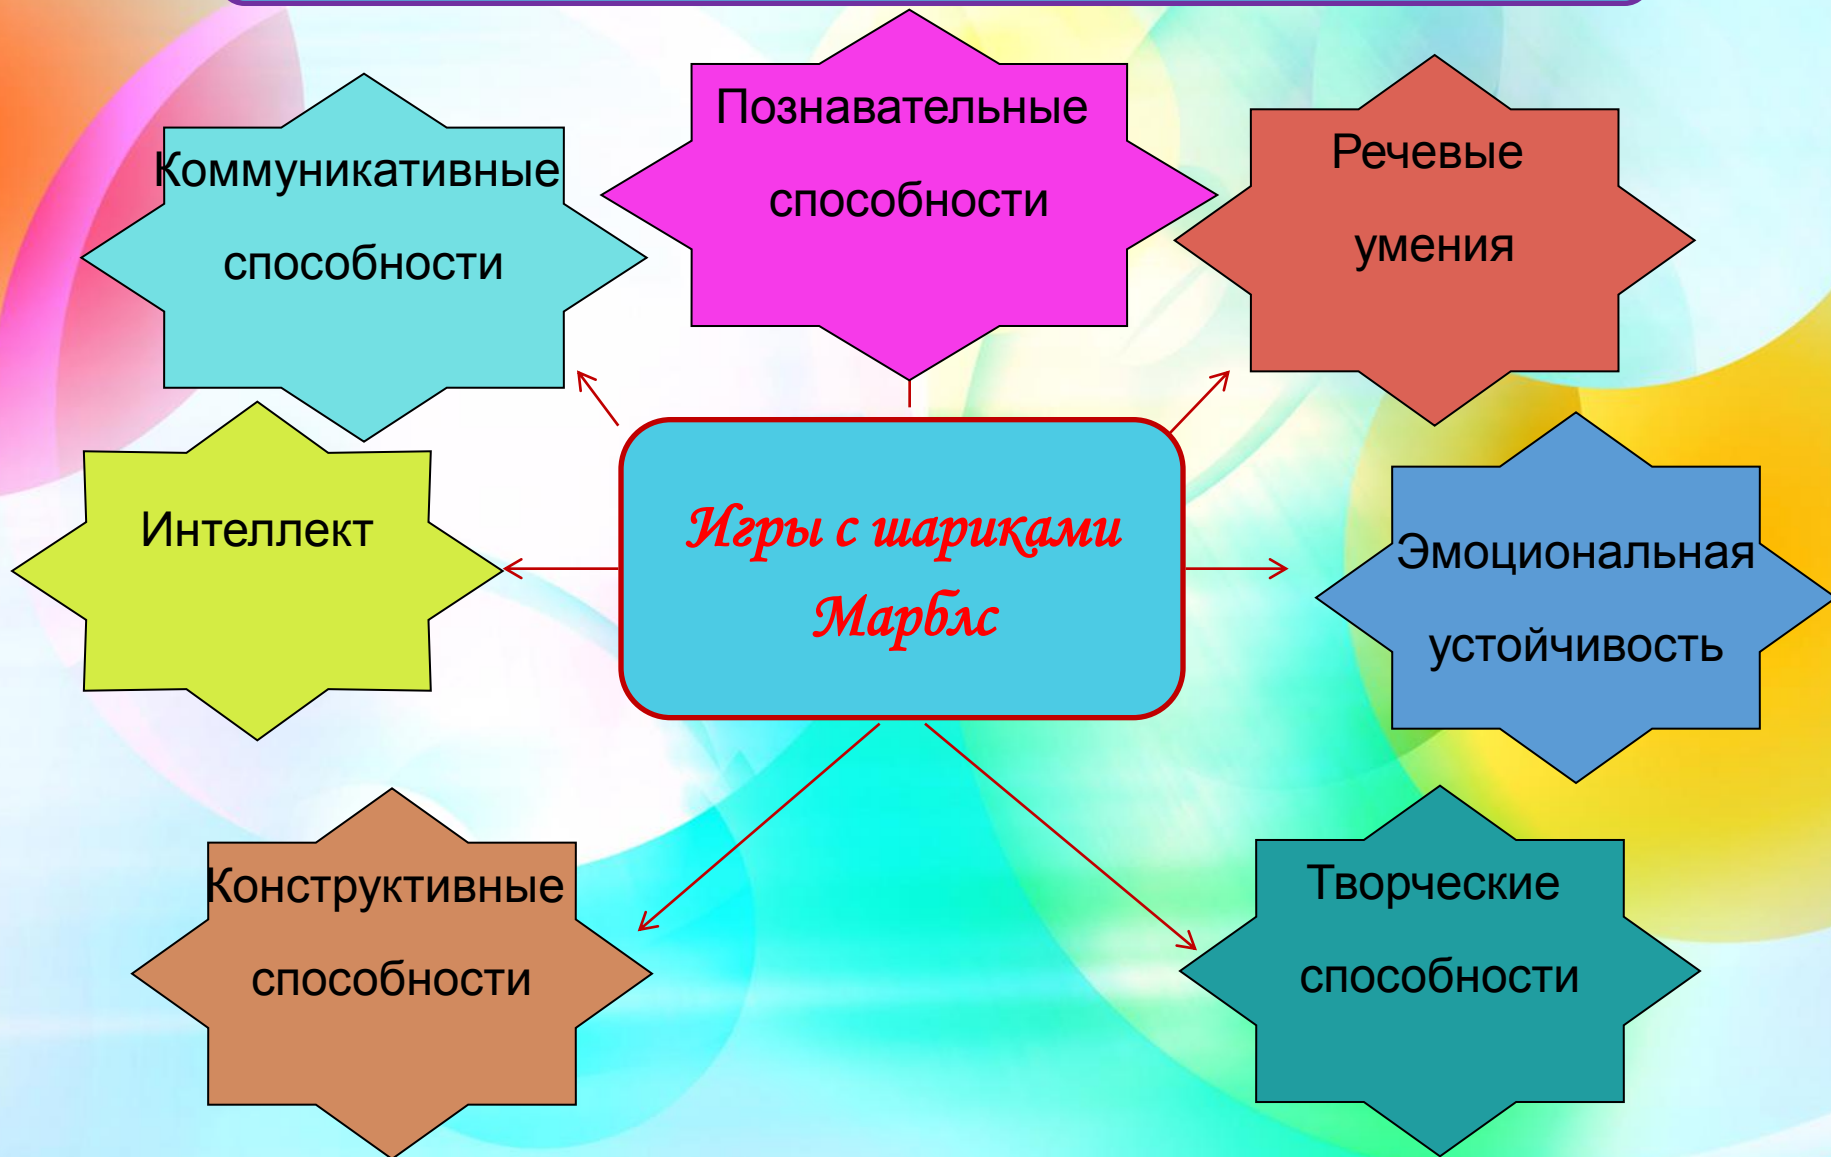 Познавательные
способности
Коммуникативные
способности
Речевые
умения
Интеллект
Игры с шариками
Марблс
Эмоциональная
устойчивость
Конструктивные
способности
Творческие
способности